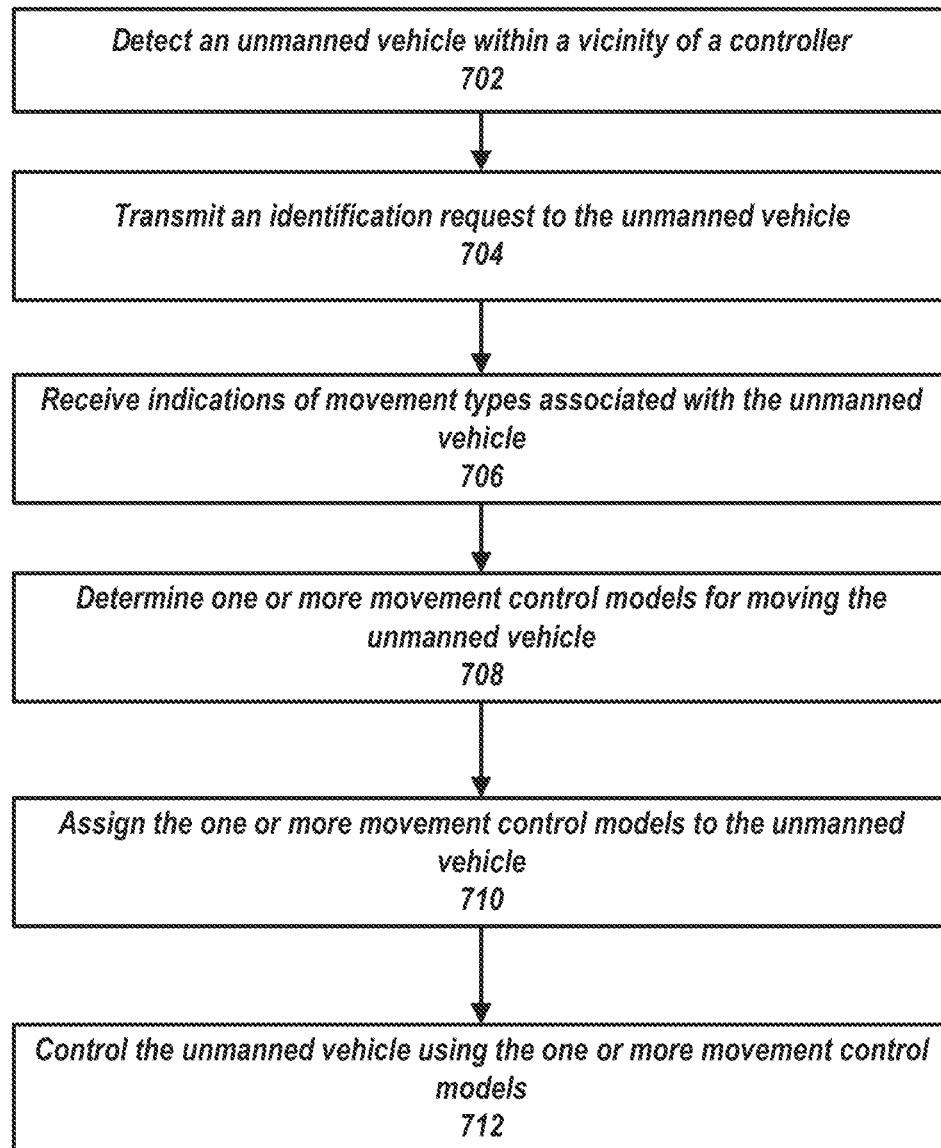 Detect an unmanned vehicle within a vicinity of a controller
702
Transmit an identification request to the unmanned vehicle
704
Receive indications of movement types associated with the unmanned
vehicle
706
Determine one or more movement control models for moving the
unmanned vehicle
708
Assign the one or more movement control models to the unmanned
vehicle
710
Control the unmanned vehicle using the one or more movement control
models
712